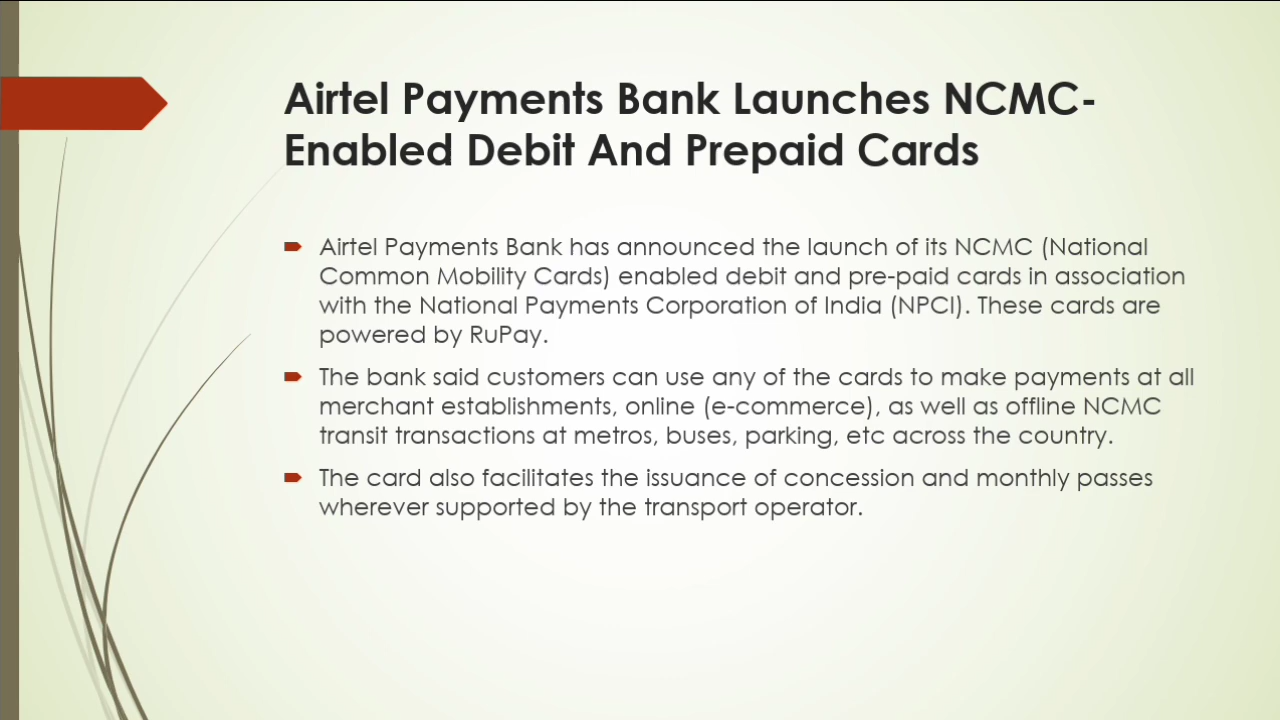 Airtel Payments Bank Launches NCMC-
Enabled Debit And Prepaid Cards
Airtel Payments Bank has announced the launch of its NCMC (National
Common Mobility Cards) enabled debit and pre-paid cards in association
with the National Payments Corporation of India (NPCI). These cards are
powered by RuPay.
The bank said customers can use any of the cards to make payments at all
merchant establishments, online (e-commerce), as well as offline NCMC
transit transactions at metros, buses, parking, etc across the country.
The card also facilitates the issuance of concession and monthly passes
wherever supported by the transport operator.